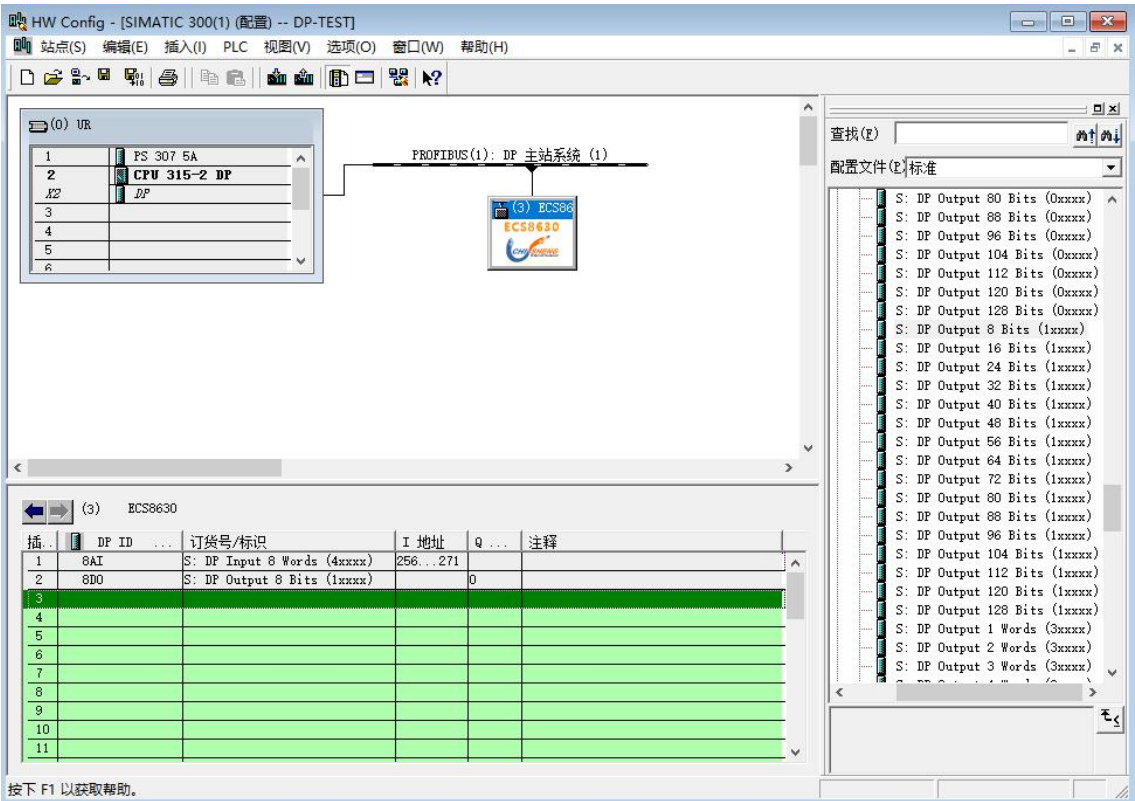 HW Config - [SIMATIC 300(1) (配置) -- DP-TEST]
站点(S) 编辑(E) 插入(I) PLC 视图(V) 选项(O) 窗口(W) 帮助(H)
(0) UR
1 PS 307 5A
2 CPU 315-2 DP
X2 DP
3
4
5
6
PROFIBUS(1): DP 主站系统 (1)
(3) ECS86
ECS8630
(3) ECS8630
插.. DP ID ... 订货号/标识 I 地址 Q ... 注释
1 8AI S: DP Input 8 Words (4xxxx) 256...271
2 8DO S: DP Output 8 Bits (1xxxx) 0
3
4
5
6
7
8
9
10
11
查找(F)
配置文件(P) 标准
S: DP Output 80 Bits (0xxxx)
S: DP Output 88 Bits (0xxxx)
S: DP Output 96 Bits (0xxxx)
S: DP Output 104 Bits (0xxxx)
S: DP Output 112 Bits (0xxxx)
S: DP Output 120 Bits (0xxxx)
S: DP Output 128 Bits (0xxxx)
S: DP Output 8 Bits (1xxxx)
S: DP Output 16 Bits (1xxxx)
S: DP Output 24 Bits (1xxxx)
S: DP Output 32 Bits (1xxxx)
S: DP Output 40 Bits (1xxxx)
S: DP Output 48 Bits (1xxxx)
S: DP Output 56 Bits (1xxxx)
S: DP Output 64 Bits (1xxxx)
S: DP Output 72 Bits (1xxxx)
S: DP Output 80 Bits (1xxxx)
S: DP Output 88 Bits (1xxxx)
S: DP Output 96 Bits (1xxxx)
S: DP Output 104 Bits (1xxxx)
S: DP Output 112 Bits (1xxxx)
S: DP Output 120 Bits (1xxxx)
S: DP Output 128 Bits (1xxxx)
S: DP Output 1 Words (3xxxx)
S: DP Output 2 Words (3xxxx)
S: DP Output 3 Words (3xxxx)
按下 F1 以获取帮助。